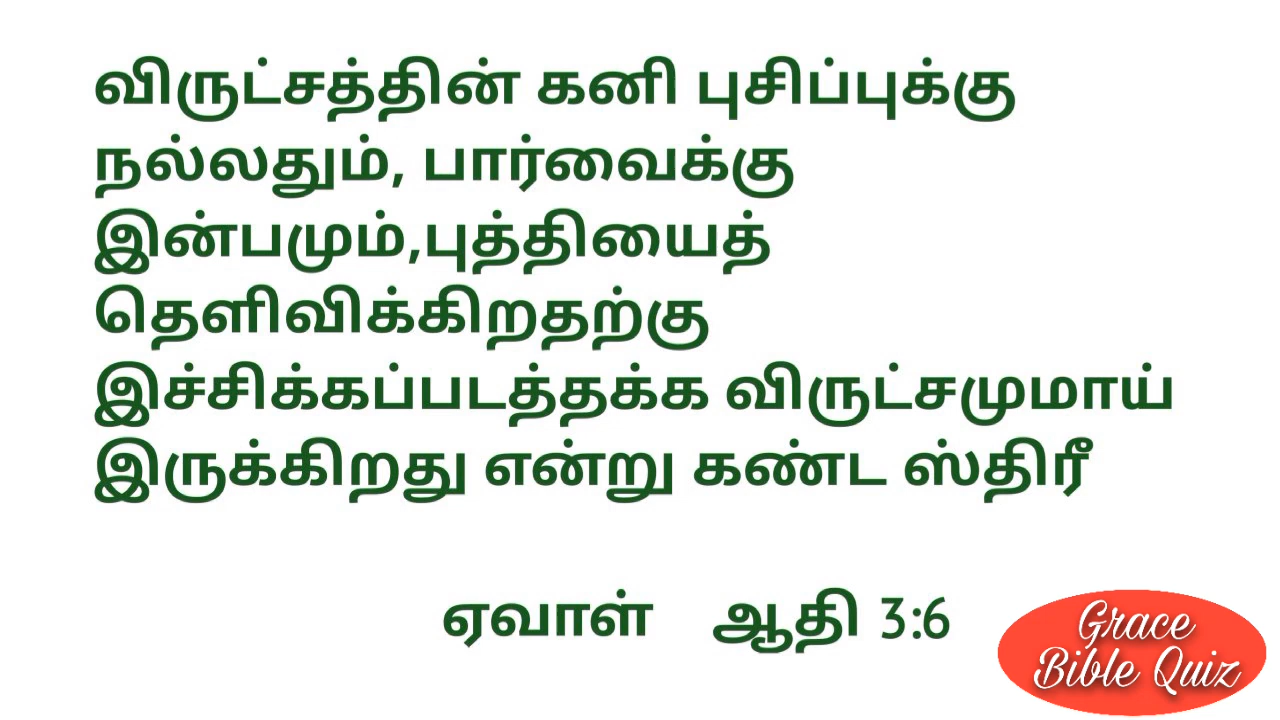 விருட்சத்தின் கனி புசிப்புக்கு
நல்லதும், பார்வைக்கு
இன்பமும்,புத்தியைத்
தெளிவிக்கிறதற்கு
இச்சிக்கப்படத்தக்க விருட்சமுமாய்
இருக்கிறது என்று கண்ட ஸ்திரீ
ஏவாள் ஆதி 3:6
Grace
Bible Quiz